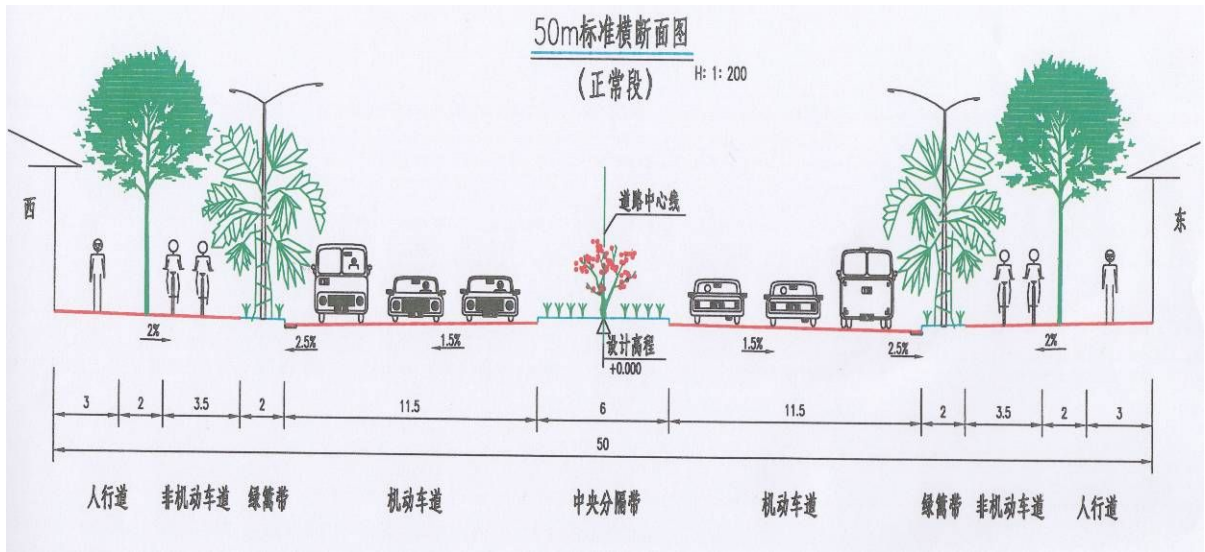 50m标准横断面图
(正常段)
H: 1: 200
西
道路中心线
东
2%
2.5%
1.5%
设计高程
+0.000
1.5%
2.5%
2%
3 2 3.5 2 11.5 6 11.5 2 3.5 2 3
50
人行道 非机动车道 绿篱带 机动车道 中央分隔带 机动车道 绿篱带 非机动车道 人行道